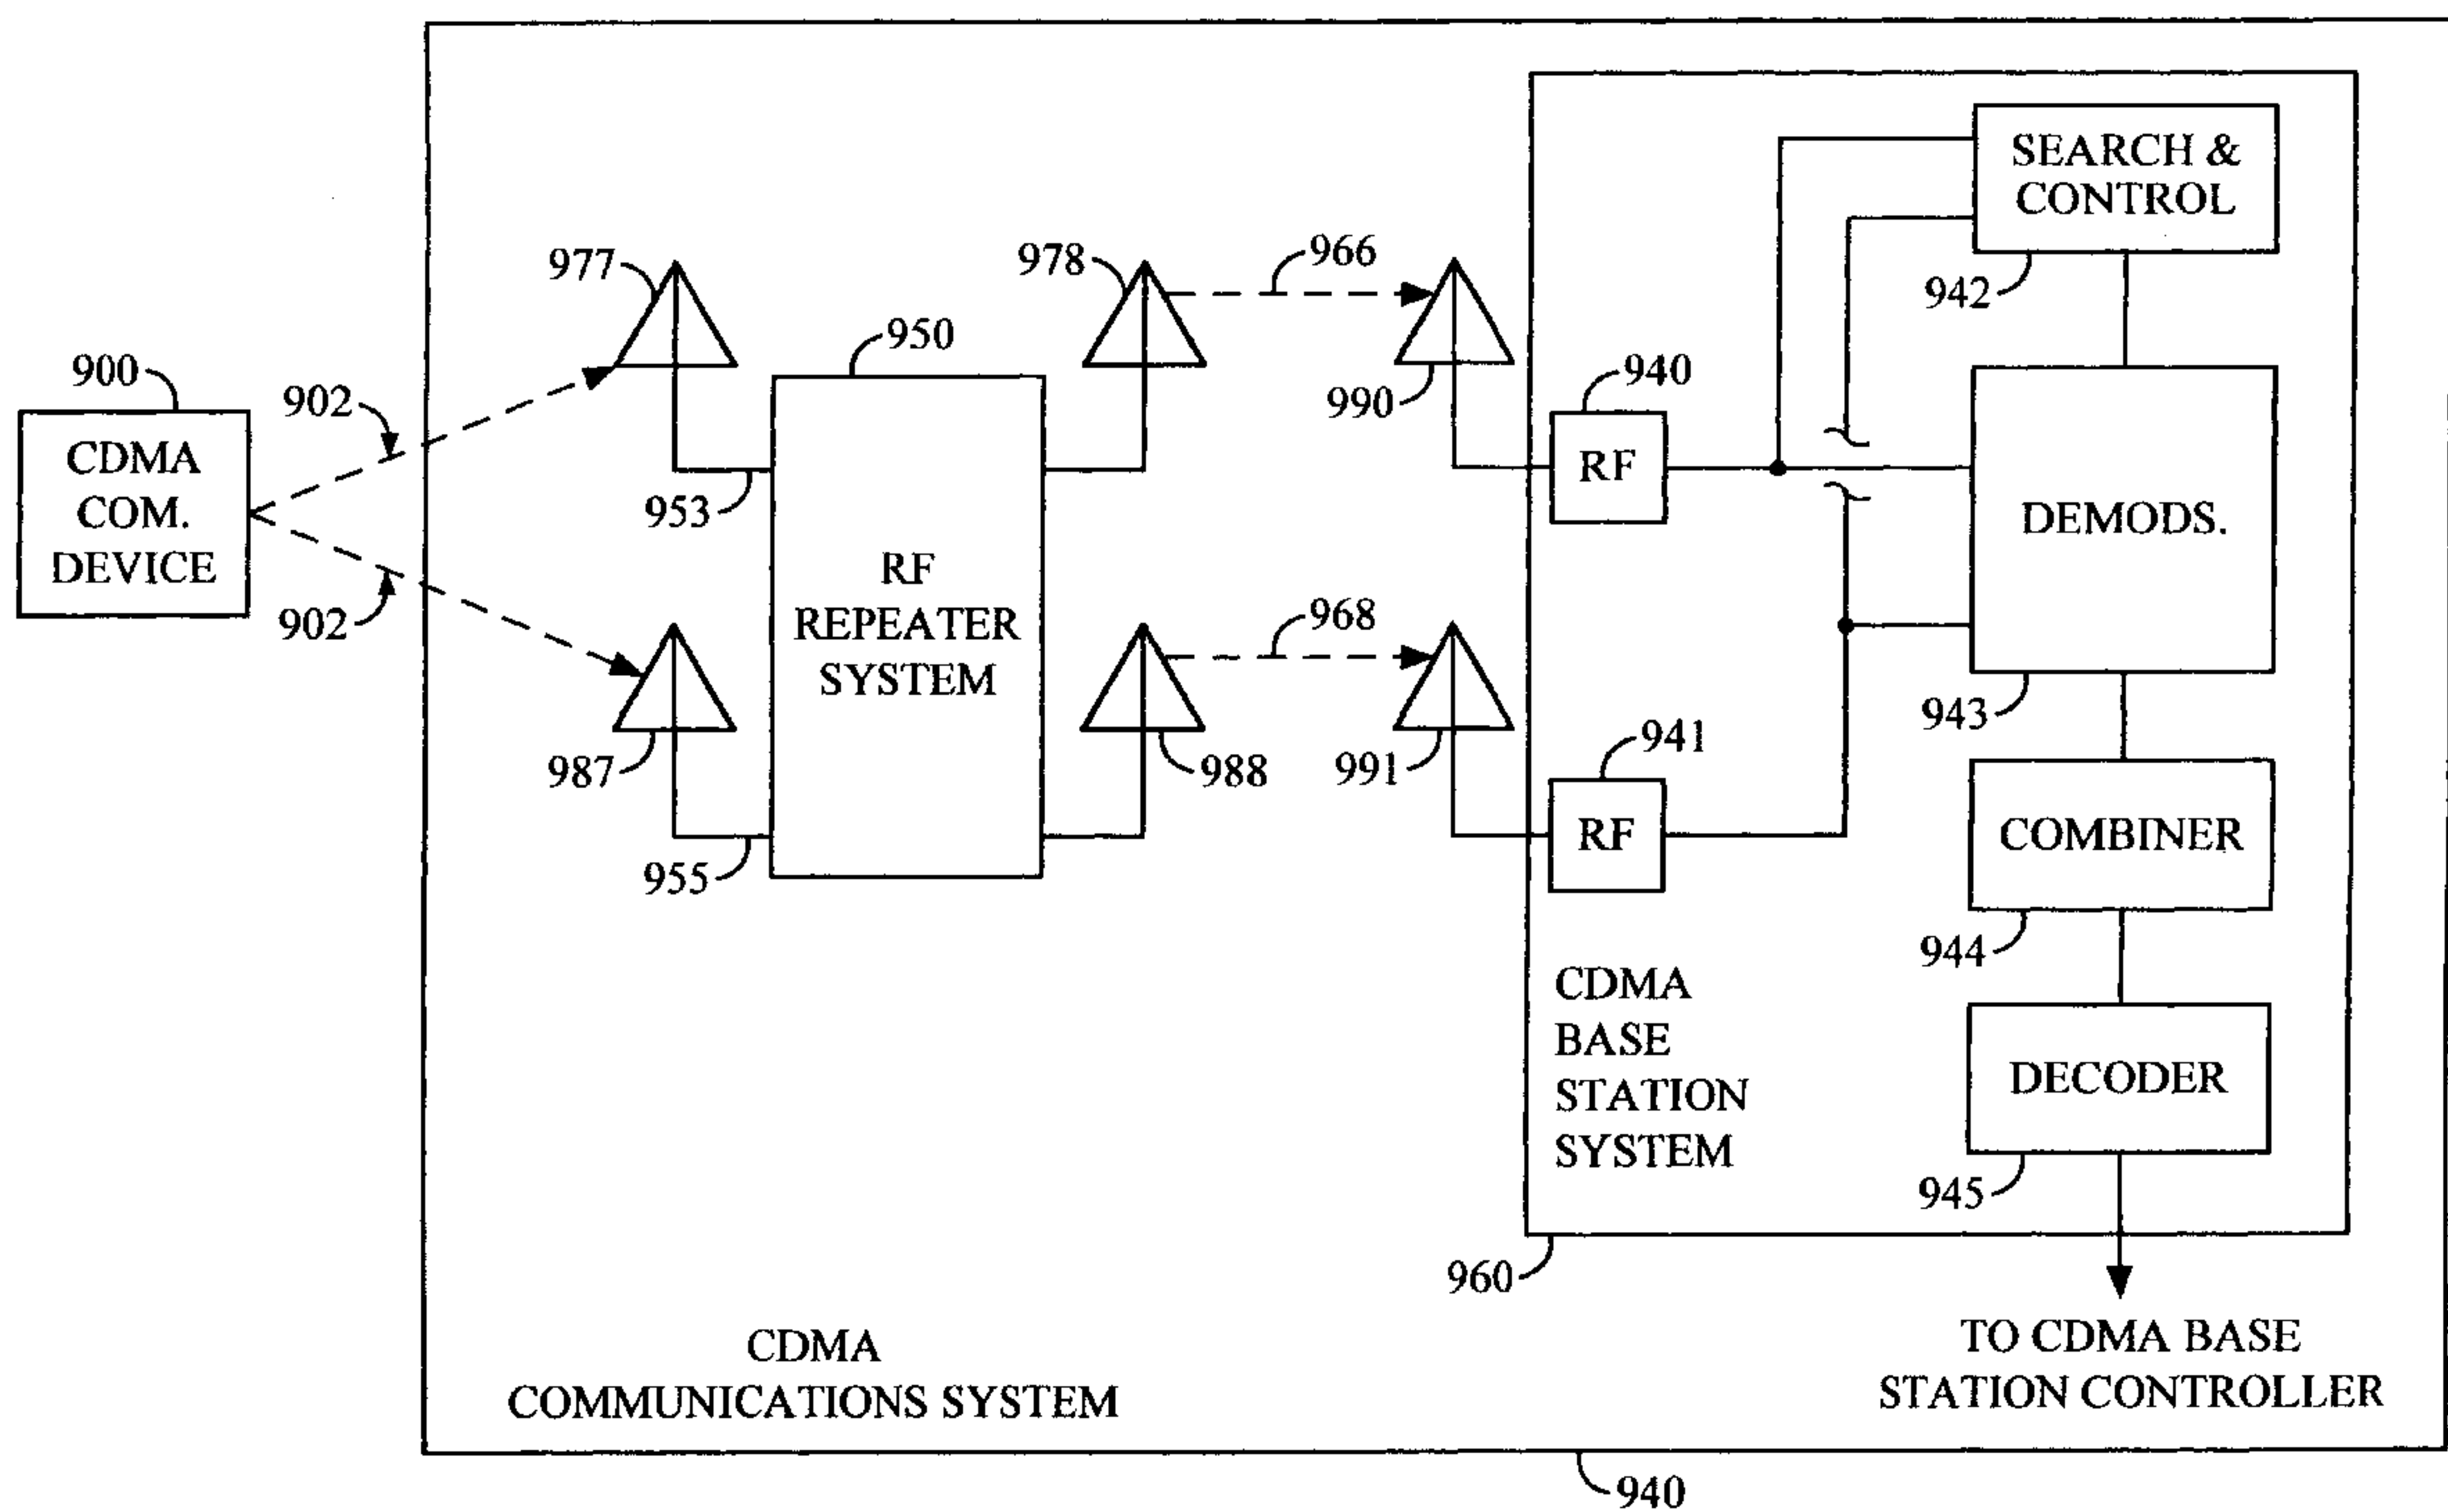 SEARCH &
CONTROL
942
977
978
966
950
900
902
990
940
CDMA
COM.
DEVICE
RF
DEMODS.
953
902
RF
REPEATER
SYSTEM
968
943
987
988
991
941
955
RF
COMBINER
944
CDMA
BASE
STATION
SYSTEM
DECODER
945
960
TO CDMA BASE
STATION CONTROLLER
CDMA
COMMUNICATIONS SYSTEM
940